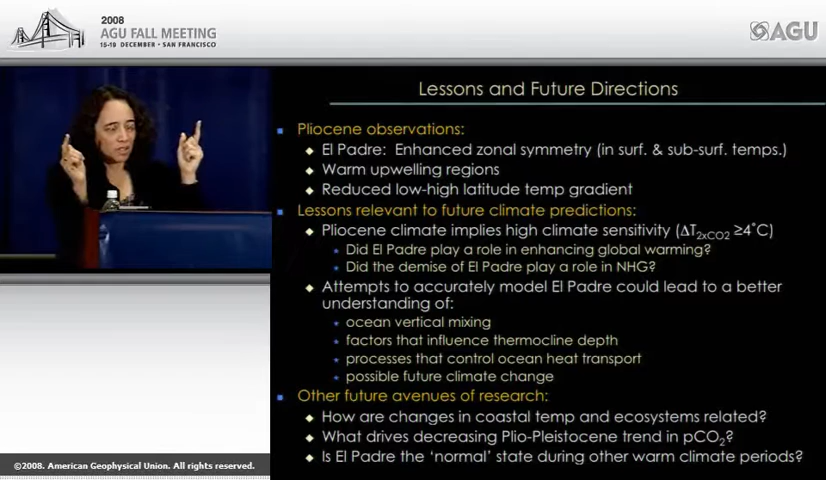 2008
AGU FALL MEETING
15-19 DECEMBER - SAN FRANCISCO
AGU
Lessons and Future Directions
Pliocene observations:
El Padre: Enhanced zonal symmetry (in surf. & sub-surf. temps.)
Warm upwelling regions
Reduced low-high latitude temp gradient
Lessons relevant to future climate predictions:
Pliocene climate implies high climate sensitivity (ΔT2xCO2 ≥4°C)
Did El Padre play a role in enhancing global warming?
Did the demise of El Padre play a role in NHG?
Attempts to accurately model El Padre could lead to a better
understanding of:
ocean vertical mixing
factors that influence thermocline depth
processes that control ocean heat transport
possible future climate change
Other future avenues of research:
How are changes in coastal temp and ecosystems related?
What drives decreasing Plio-Pleistocene trend in pCO2?
Is El Padre the 'normal' state during other warm climate periods?
©2008. American Geophysical Union. All rights reserved.